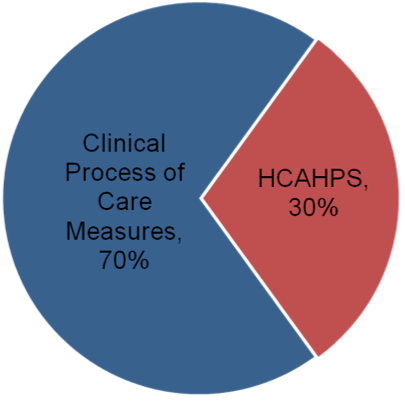 Clinical
Process of
Care
Measures,
70%
HCAHPS,
30%